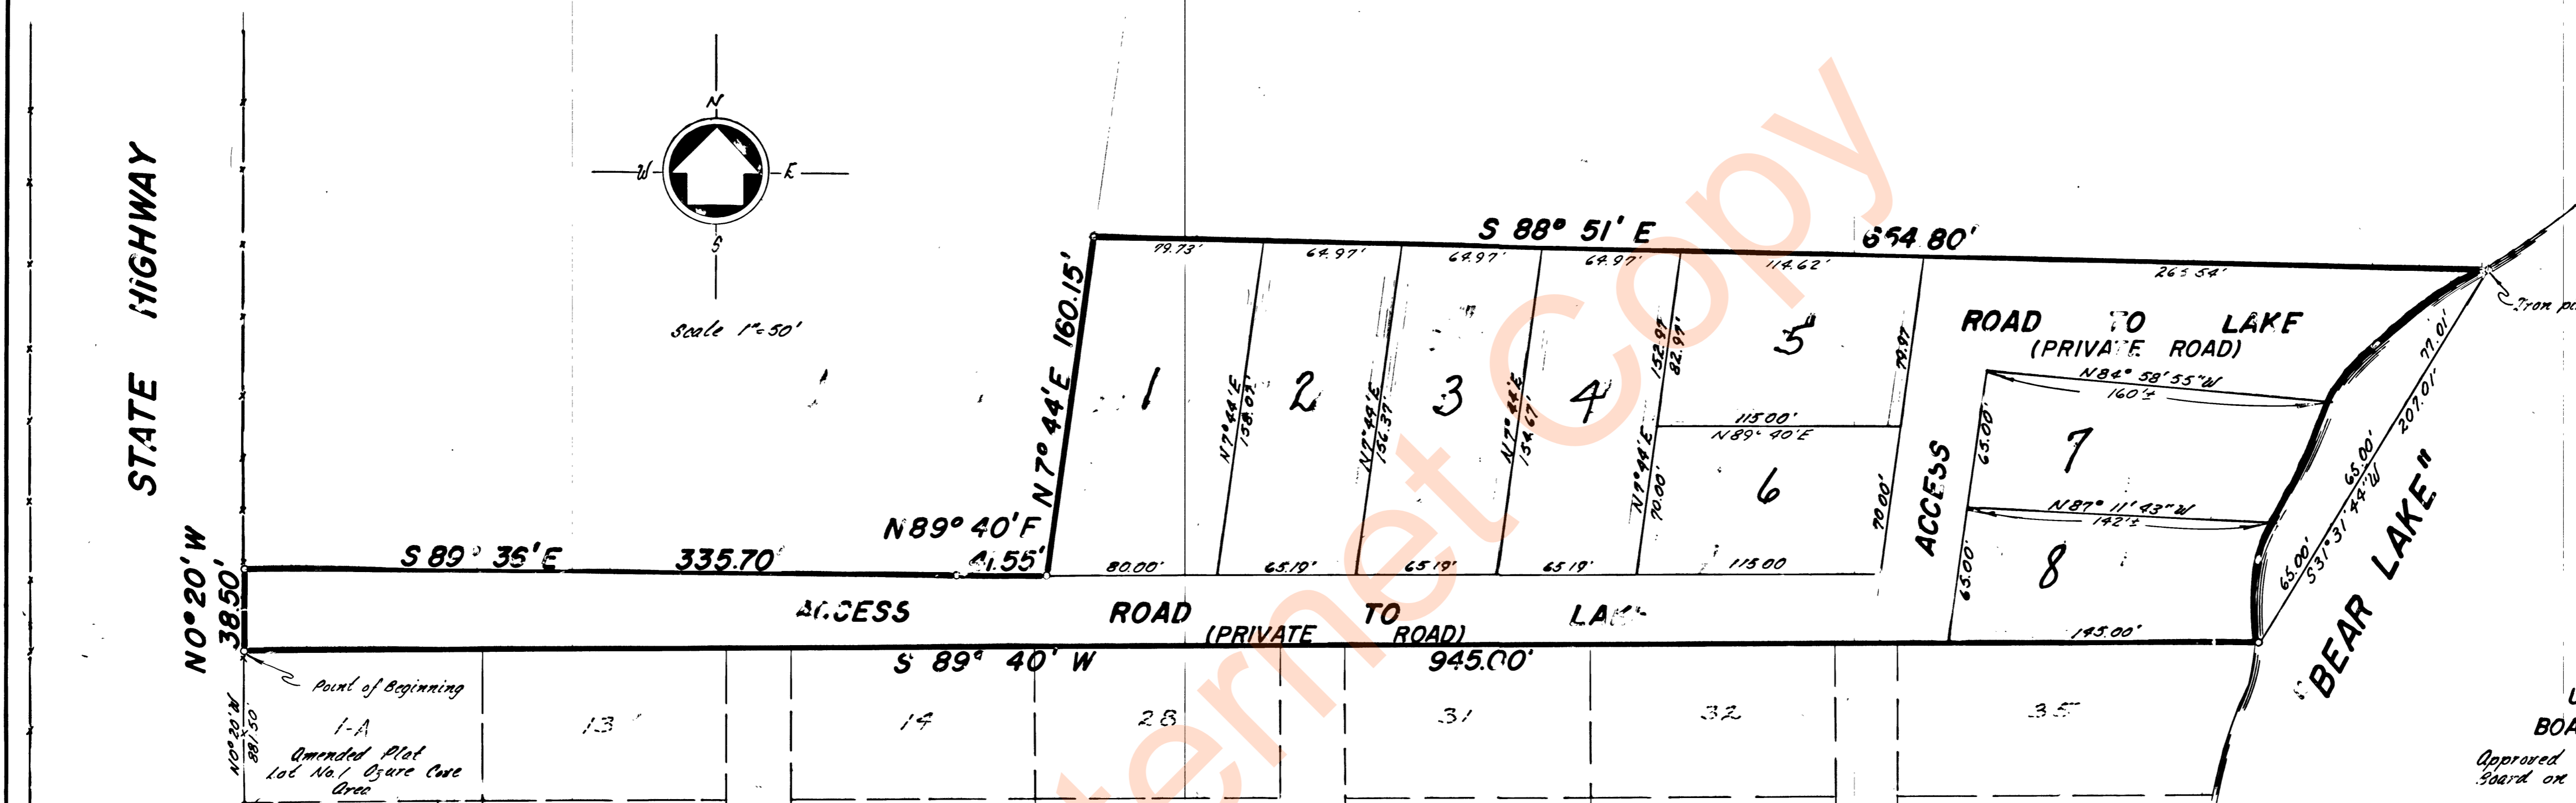 STATE HIGHWAY
N
W
E
S
Scale 1"=50'
S 88° 51' E 654.80'
79.73'
64.97'
64.97'
64.97'
114.62'
N 7° 44' E 160.15'
1
N7°44'E
158.07'
2
N7°44'E
156.37'
3
N7°44'E
154.67'
4
152.97
82.97'
5
79.97
115.00'
N89° 40'E
N7°44'E
70.00'
6
70.00'
ROAD TO LAKE
(PRIVATE ROAD)
Iron
N84° 58' 55"W
160'±
65.00'
7
N87° 11' 43"W
142'±
65.00'
8
145.00'
ACCESS
77.01'
207.01'
65.00'
S31° 31' 44"W
65.00'
"BEAR LAKE"
N0° 20' W
38.50'
S 89° 35' E 335.70'
N 89° 40'
41.55'
80.00'
65.19'
65.19'
65.19'
115.00
ACCESS ROAD TO
(PRIVATE ROAD)
S 89° 40' W 945.00'
Point of Beginning
N0°20'W
881.50'
1-A
Amended Plat
Lot No.1 Azure Cove
Area
13
14
28
31
32
35
Approved
Board on
ternet Copy